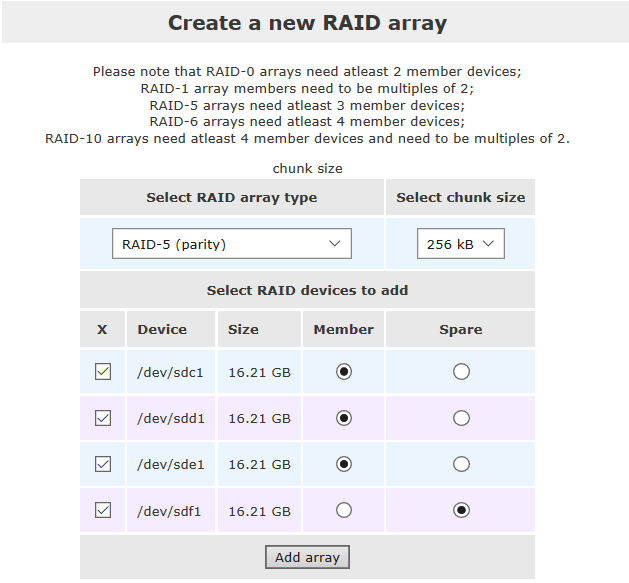 Create a new RAID array
Please note that RAID-0 arrays need atleast 2 member devices;
RAID-1 array members need to be multiples of 2;
RAID-5 arrays need atleast 3 member devices;
RAID-6 arrays need atleast 4 member devices;
RAID-10 arrays need atleast 4 member devices and need to be multiples of 2.
chunk size
Select RAID array type Select chunk size
RAID-5 (parity) 256 kB
Select RAID devices to add
X Device Size Member Spare
/dev/sdc1 16.21 GB
/dev/sdd1 16.21 GB
/dev/sde1 16.21 GB
/dev/sdf1 16.21 GB
Add array